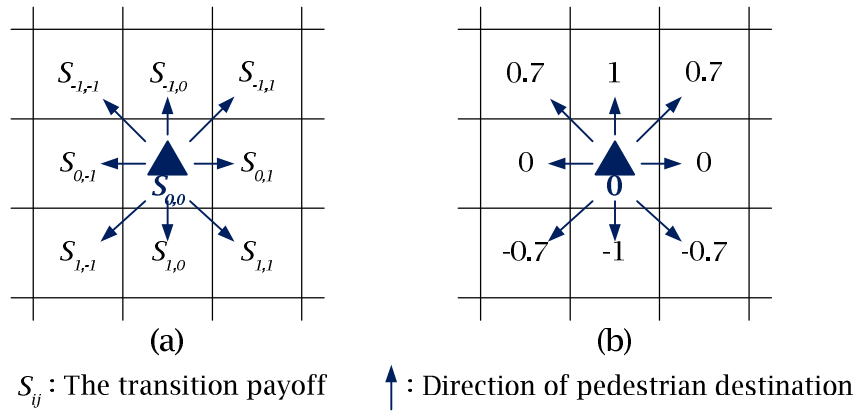 S-1,-1 S-1,0 S-1,1
S0,-1 S0,1
S0,0
S1,-1 S1,0 S1,1
(a)
0.7 1 0.7
0 0
0
-0.7 -1 -0.7
(b)
Sij : The transition payoff
: Direction of pedestrian destination